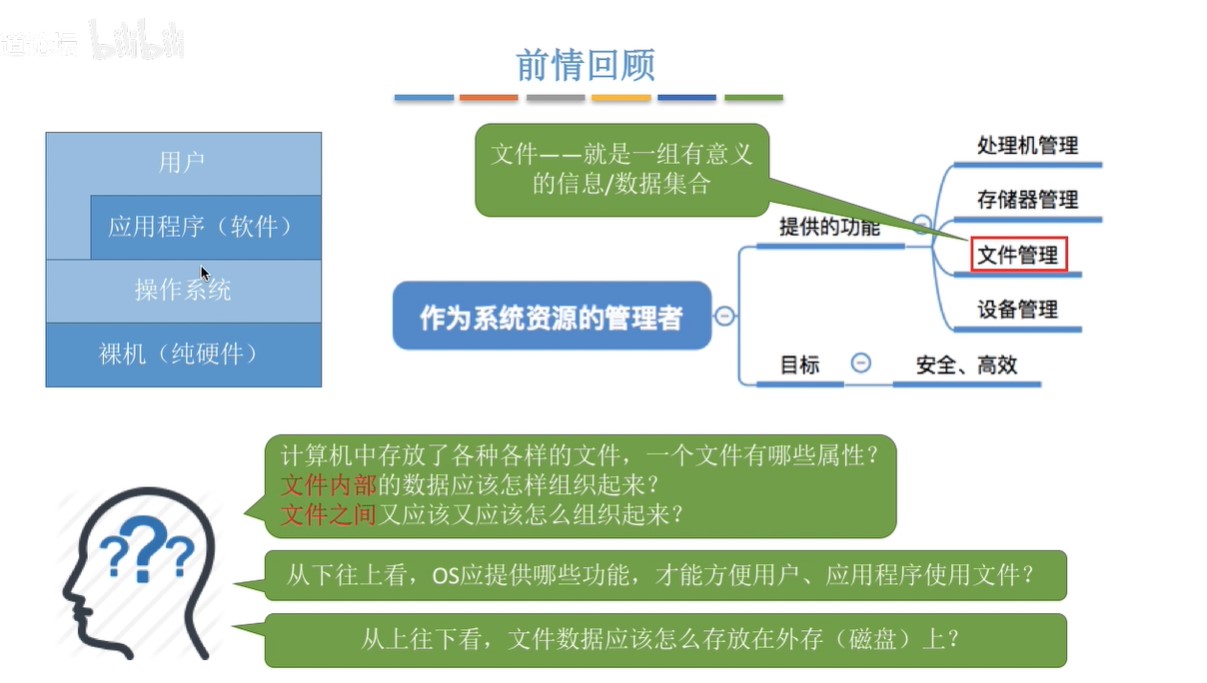 bilibili
前情回顾
用户
应用程序（软件）
操作系统
裸机（纯硬件）
文件——就是一组有意义
的信息/数据集合
作为系统资源的管理者
提供的功能
处理机管理
存储器管理
文件管理
设备管理
目标
安全、高效
计算机中存放了各种各样的文件，一个文件有哪些属性？
文件内部的数据应该怎样组织起来？
文件之间又应该又应该怎么组织起来？
???
从下往上看，OS应提供哪些功能，才能方便用户、应用程序使用文件？
从上往下看，文件数据应该怎么存放在外存（磁盘）上？